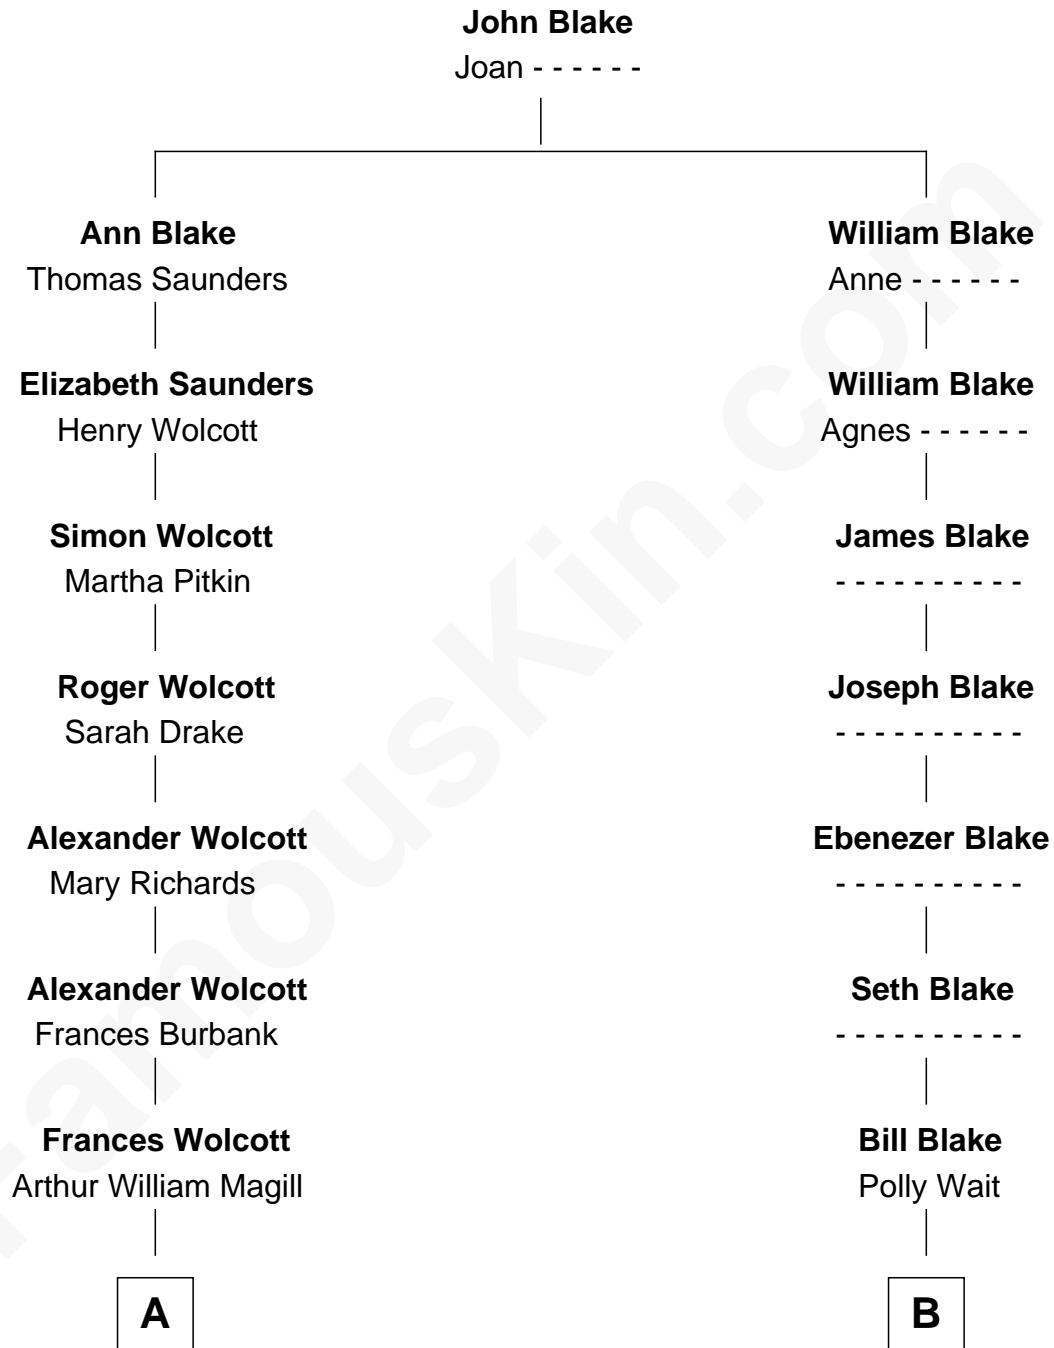 John Blake
Joan - - - - - -
Ann Blake
Thomas Saunders
William Blake
Anne - - - - - -
Elizabeth Saunders
Henry Wolcott
William Blake
Agnes - - - - - -
Simon Wolcott
Martha Pitkin
James Blake
- - - - - - - - - -
Roger Wolcott
Sarah Drake
Joseph Blake
- - - - - - - - - -
Alexander Wolcott
Mary Richards
Ebenezer Blake
- - - - - - - - - -
Alexander Wolcott
Frances Burbank
Seth Blake
- - - - - - - - - -
Frances Wolcott
Arthur William Magill
Bill Blake
Polly Wait
A
B
FamousKin.com